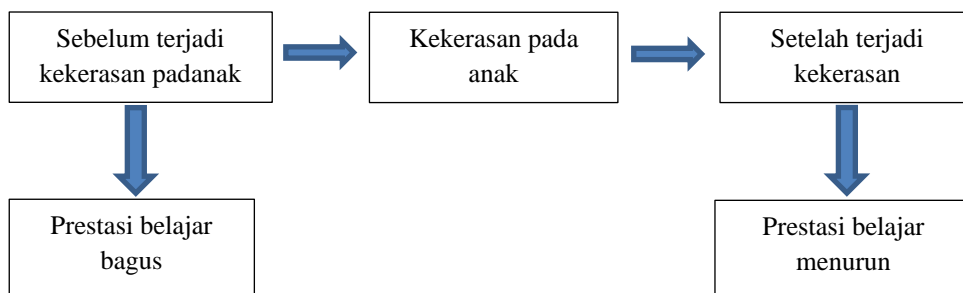 Sebelum terjadi
kekerasan padanak
Kekerasan pada
anak
Setelah terjadi
kekerasan
Prestasi belajar
bagus
Prestasi belajar
menurun